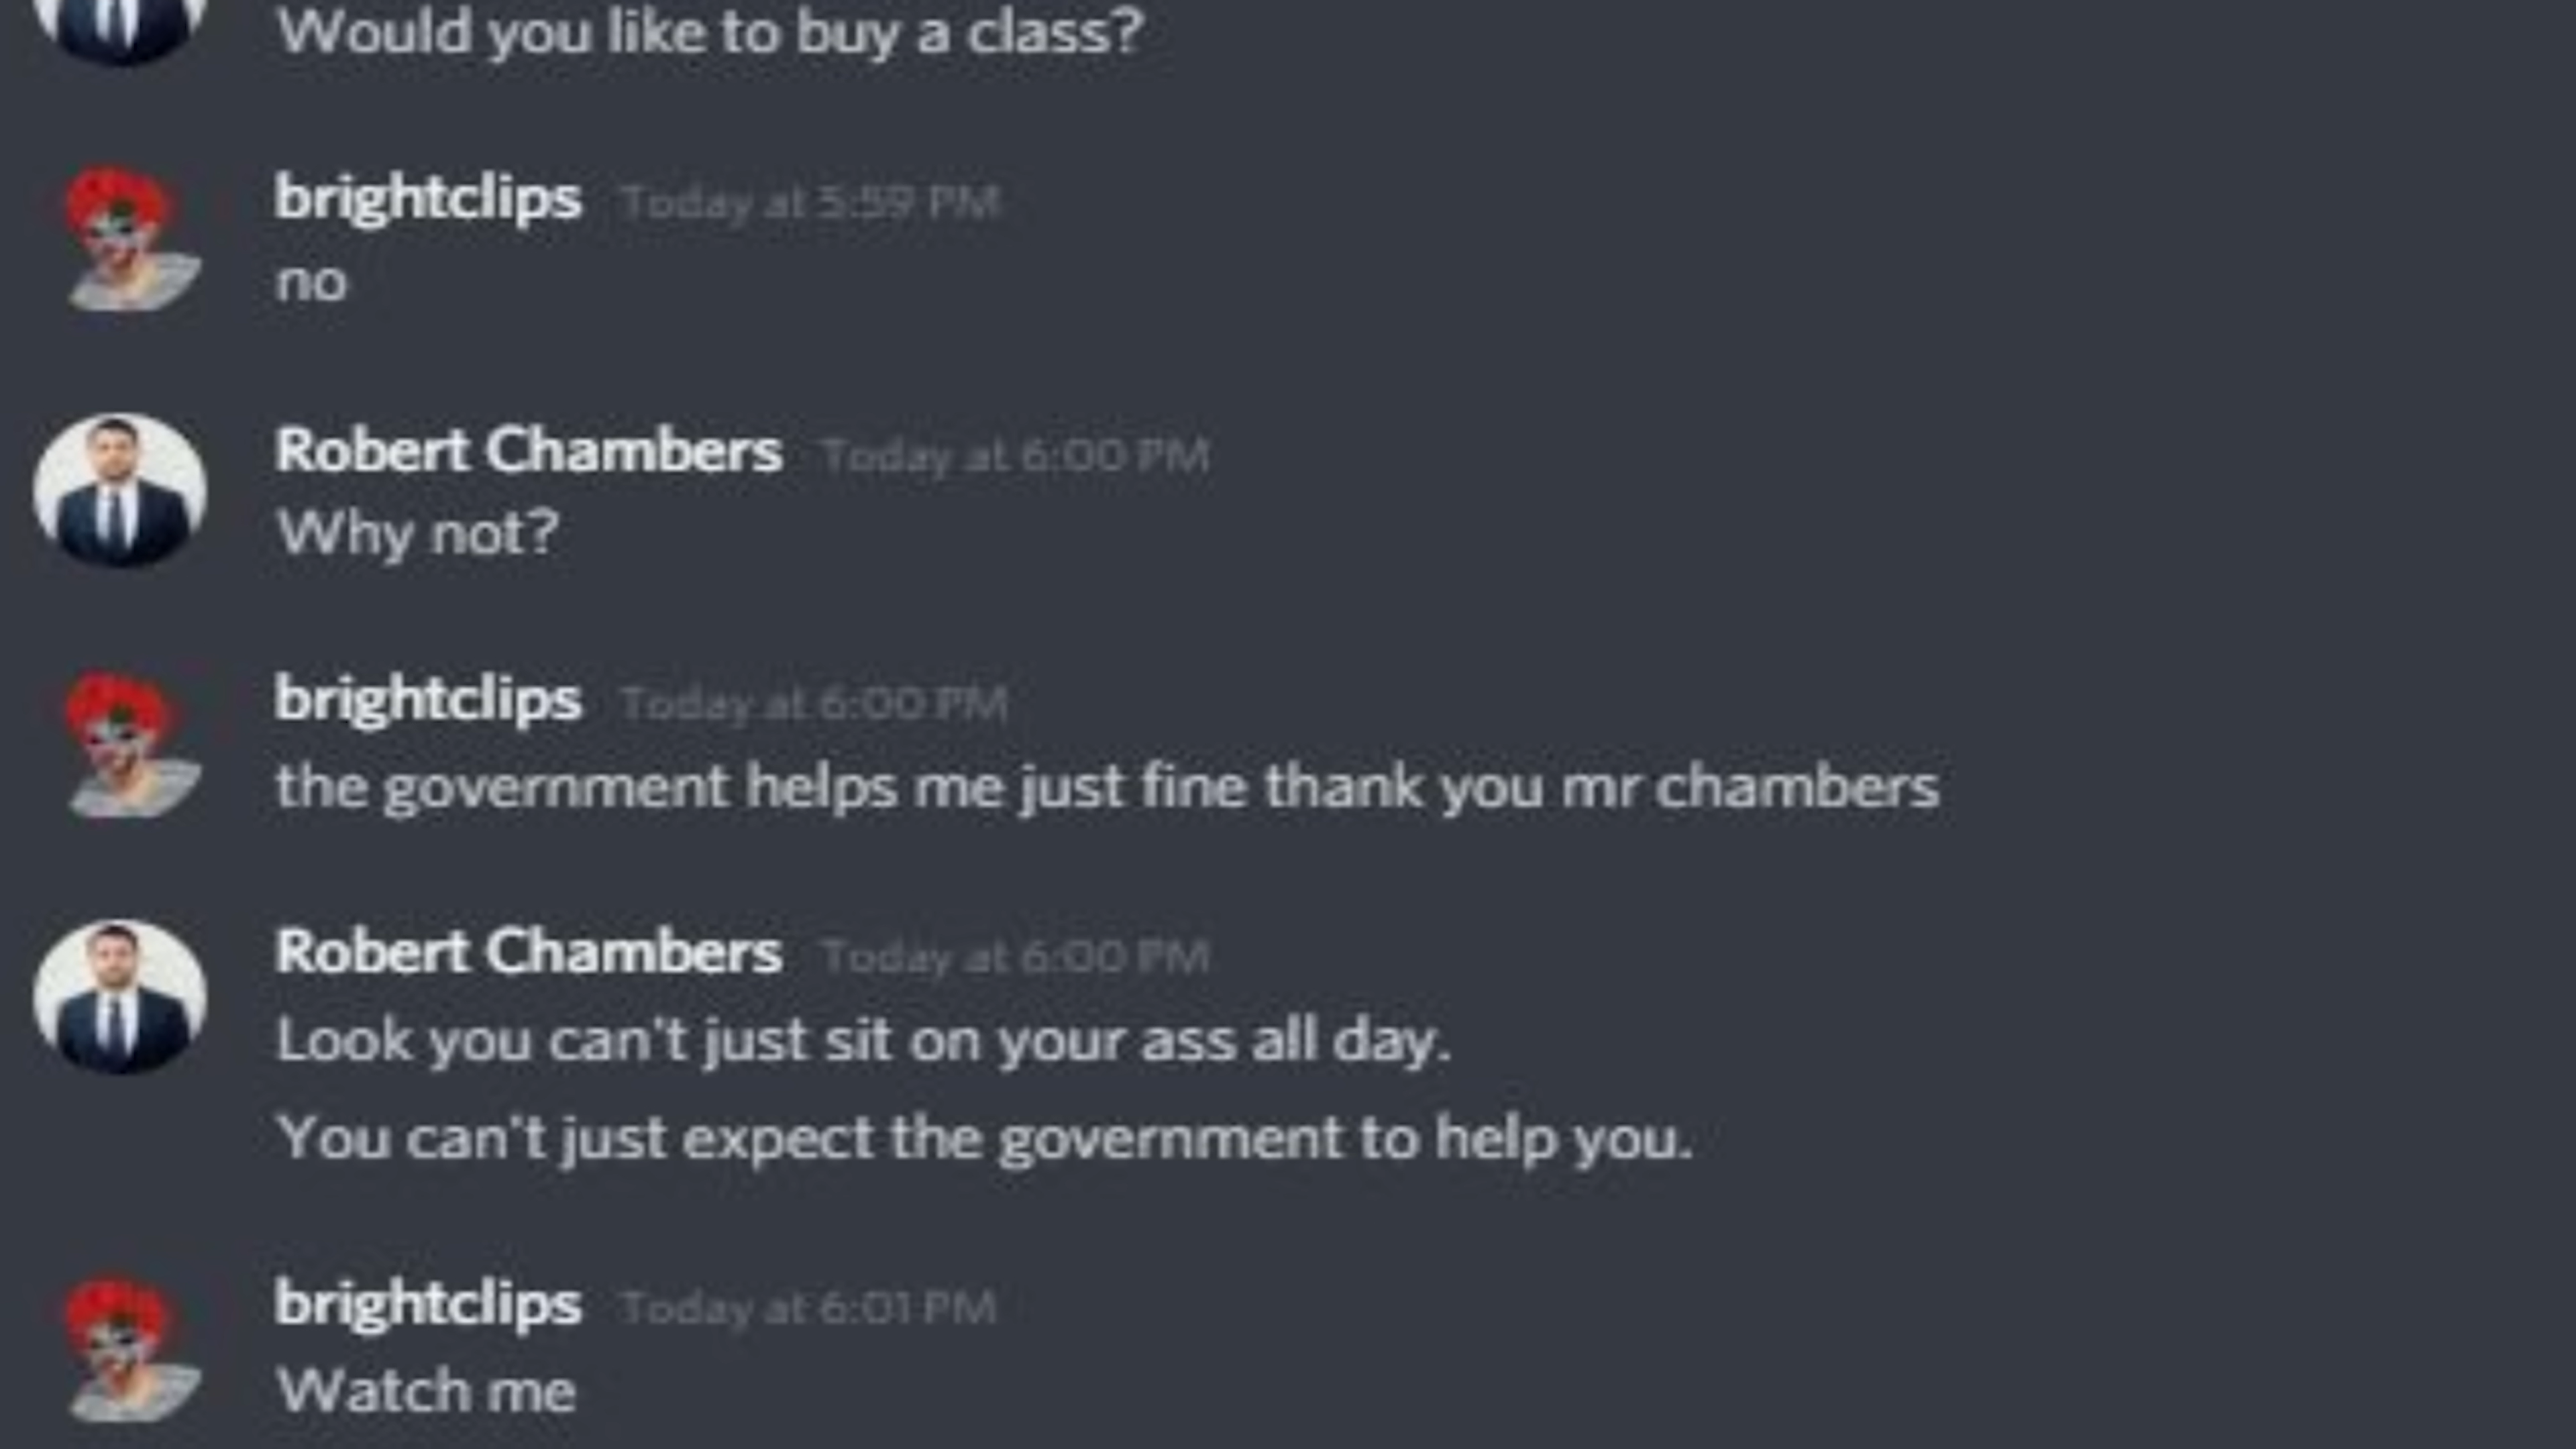 Would you like to buy a class?
brightclips Today at 5:59 PM
no
Robert Chambers Today at 6:00 PM
Why not?
brightclips Today at 6:00 PM
the government helps me just fine thank you mr chambers
Robert Chambers Today at 6:00 PM
Look you can't just sit on your ass all day.
You can't just expect the government to help you.
brightclips Today at 6:01 PM
Watch me